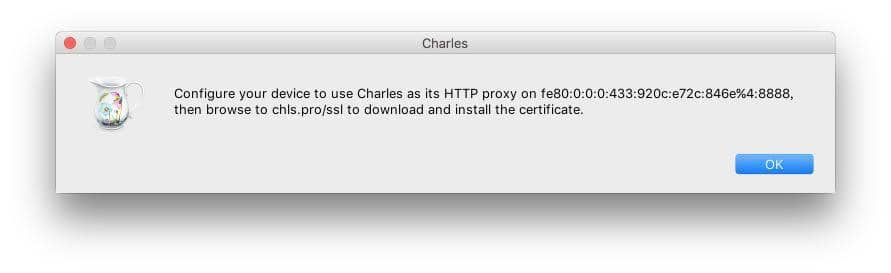 Charles
Configure your device to use Charles as its HTTP proxy on fe80:0:0:0:433:920c:e72c:846e%4:8888,
then browse to chls.pro/ssl to download and install the certificate.
OK